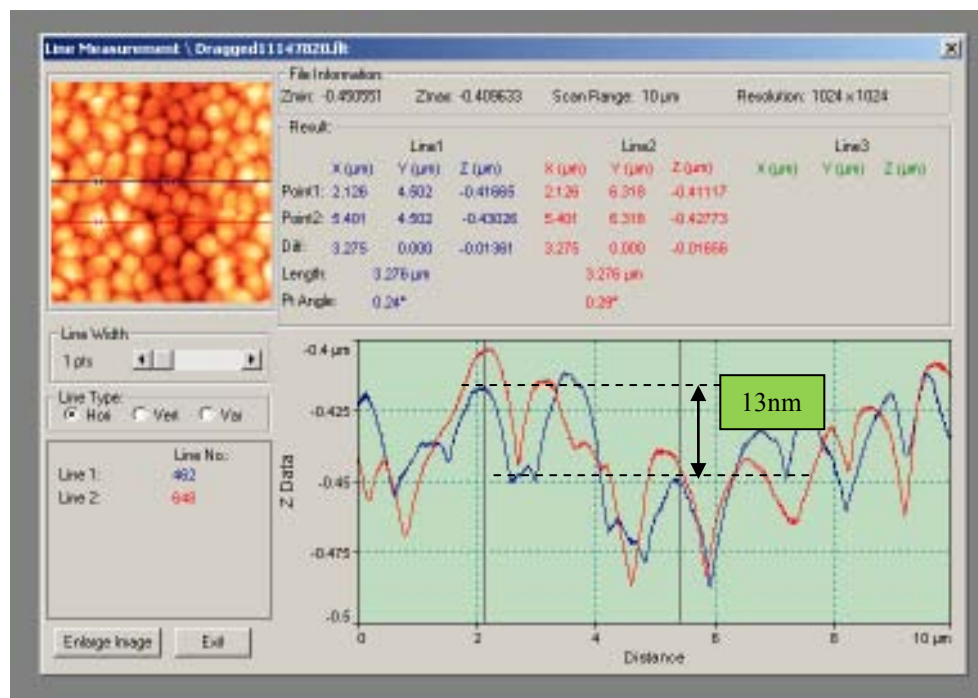 Line Measurement \ Dragged11147820.flt
File Information:
Zmin: -0.490551 Zmax: -0.409633 Scan Range: 10 µm Resolution: 1024 x 1024
Result:
Line1 Line2 Line3
X (µm) Y (µm) Z (µm) X (µm) Y (µm) Z (µm) X (µm) Y (µm) Z (µm)
Point1: 2.126 4.502 -0.41665 2.126 6.318 -0.41117
Point2: 5.401 4.502 -0.43026 5.401 6.318 -0.42773
Diff: 3.275 0.000 -0.01361 3.275 0.000 -0.01656
Length: 3.276 µm 3.276 µm
Pt Angle: 0.24° 0.29°
Line Width
1 pts
Line Type:
Hori Vert Var
Line No.:
Line 1: 462
Line 2: 648
Enlarge Image Exit
-0.4 µm
-0.425
-0.45
-0.475
-0.5
Z Data
13nm
0 2 4 6 8 10 µm
Distance